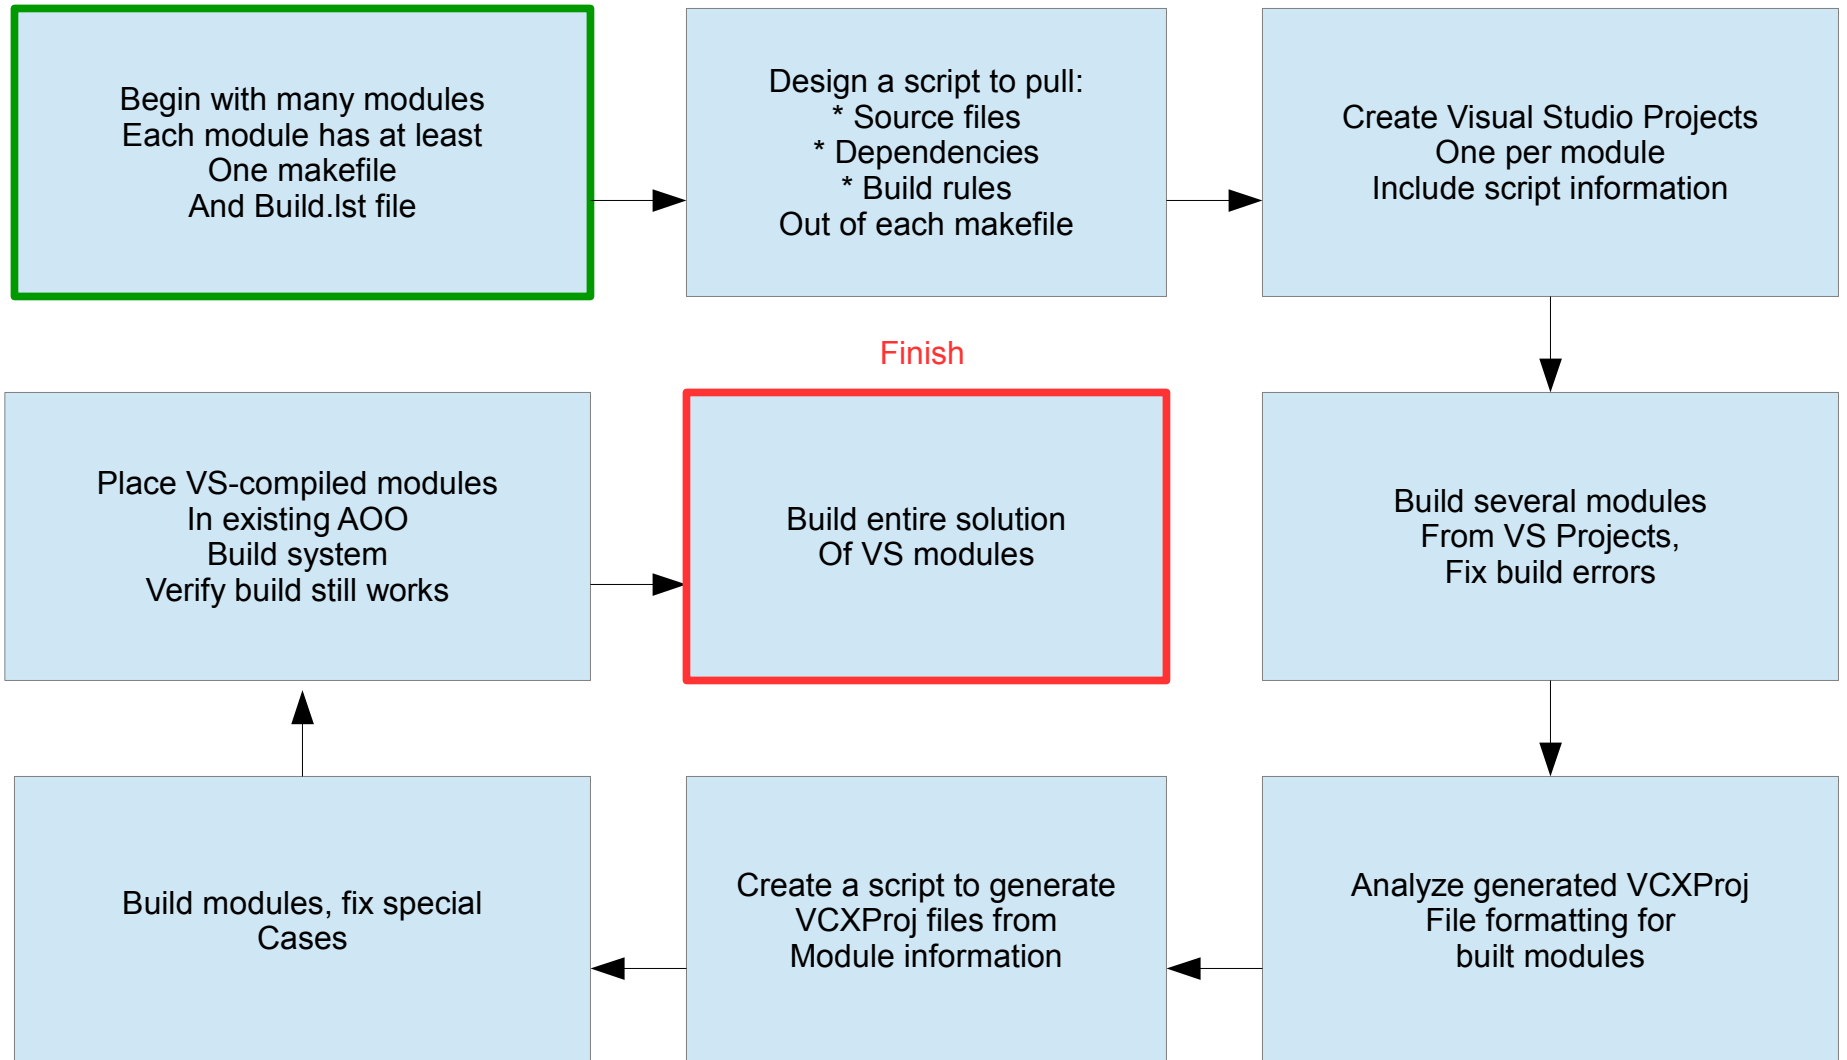 Begin with many modules
Each module has at least
One makefile
And Build.lst file
Design a script to pull:
* Source files
* Dependencies
* Build rules
Out of each makefile
Create Visual Studio Projects
One per module
Include script information
Build several modules
From VS Projects,
Fix build errors
Analyze generated VCXProj
File formatting for
built modules
Create a script to generate
VCXProj files from
Module information
Build modules, fix special
Cases
Place VS-compiled modules
In existing AOO
Build system
Verify build still works
Finish
Build entire solution
Of VS modules